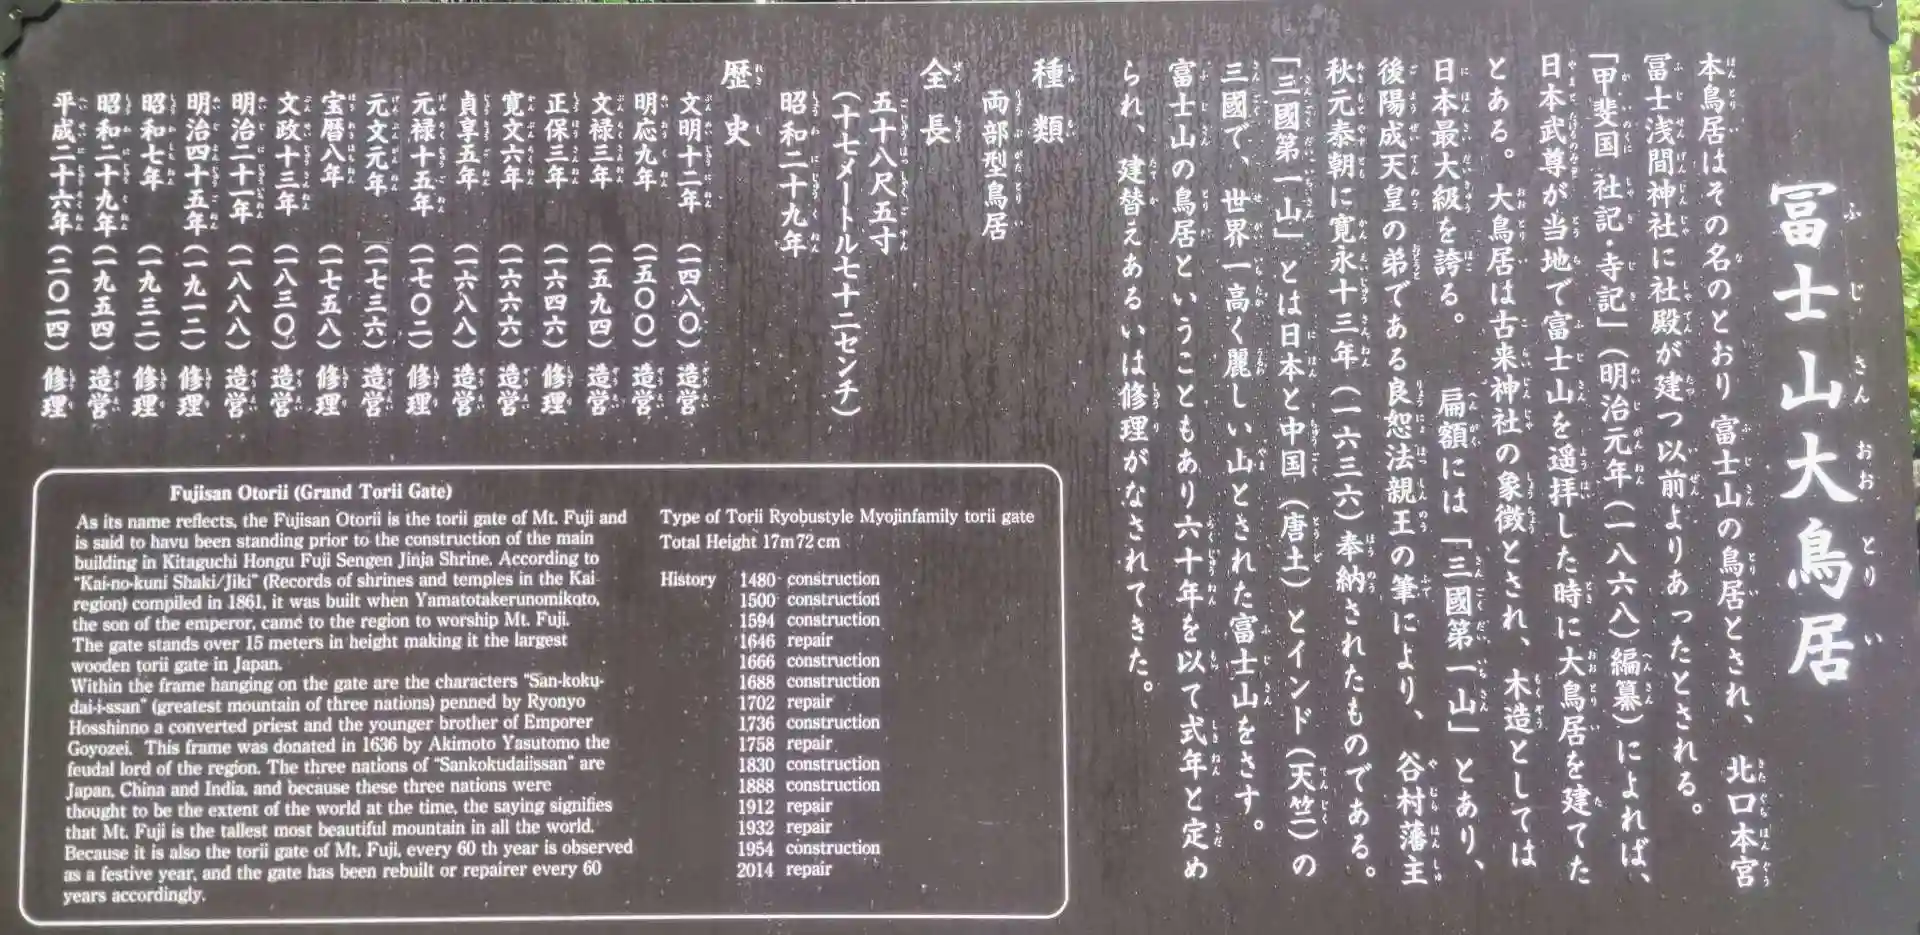 冨士山大鳥居
本鳥居はその名のとおり 富士山の鳥居とされ、北口本宮
冨士浅間神社に社殿が建つ以前よりあったとされる。
「甲斐国 社記・寺記」(明治元年(一八六八)編纂)によれば、
日本武尊が当地で富士山を遥拝した時に大鳥居を建てた
とある。 大鳥居は古来神社の象徴とされ、木造としては
日本最大級を誇る。 扁額には「三國第一山」とあり、
後陽成天皇の弟である良恕法親王の筆により、谷村藩主
秋元泰朝に寛永十三年(一六三六)奉納されたものである。
「三國第一山」とは日本と中国(唐土)とインド(天竺)の
三國で、世界一高く麗しい山とされた富士山をさす。
富士山の鳥居ということもあり六十年を以て式年と定め
られ、建替えあるいは修理がなされてきた。
種類
両部型鳥居
全長
五十八尺五寸
(十七メートル七十二センチ)
昭和二十九年
歴史
文明十二年(一四八〇)造営
明応九年(一五〇〇)造営
文禄三年(一五九四)造営
正保三年(一六四六)修理
寛文六年(一六六六)造営
貞享五年(一六八八)造営
元禄十五年(一七〇二)修理
元文元年(一七三六)造営
宝暦八年(一七五八)修理
文政十三年(一八三〇)造営
明治二十一年(一八八八)造営
明治四十五年(一九一二)修理
昭和七年(一九三二)修理
昭和二十九年(一九五四)造営
平成二十六年(二〇一四)修理
Fujisan Otorii (Grand Torii Gate)
As its name reflects, the Fujisan Otorii is the torii gate of Mt. Fuji and
is said to havu been standing prior to the construction of the main
building in Kitaguchi Hongu Fuji Sengen Jinja Shrine. According to
"Kai-no-kuni Shaki/Jiki" (Records of shrines and temples in the Kai-
region) compiled in 1861, it was built when Yamatotakerunomikoto,
the son of the emperor, came to the region to worship Mt. Fuji.
The gate stands over 15 meters in height making it the largest
wooden torii gate in Japan.
Within the frame hanging on the gate are the characters "San-koku-
dai-i-ssan" (greatest mountain of three nations) penned by Ryonyo
Hosshinno a converted priest and the younger brother of Emporer
Goyozei. This frame was donated in 1636 by Akimoto Yasutomo the
feudal lord of the region. The three nations of "Sankokudaiissan" are
Japan, China and India, and because these three nations were
thought to be the extent of the world at the time, the saying signifies
that Mt. Fuji is the tallest most beautiful mountain in all the world.
Because it is also the torii gate of Mt. Fuji, every 60 th year is observed
as a festive year, and the gate has been rebuilt or repairer every 60
years accordingly.
Type of Torii Ryobustyle Myojinfamily torii gate
Total Height 17m72cm
History 1480 construction
1500 construction
1594 construction
1646 repair
1666 construction
1688 construction
1702 repair
1736 construction
1758 repair
1830 construction
1888 construction
1912 repair
1932 repair
1954 construction
2014 repair